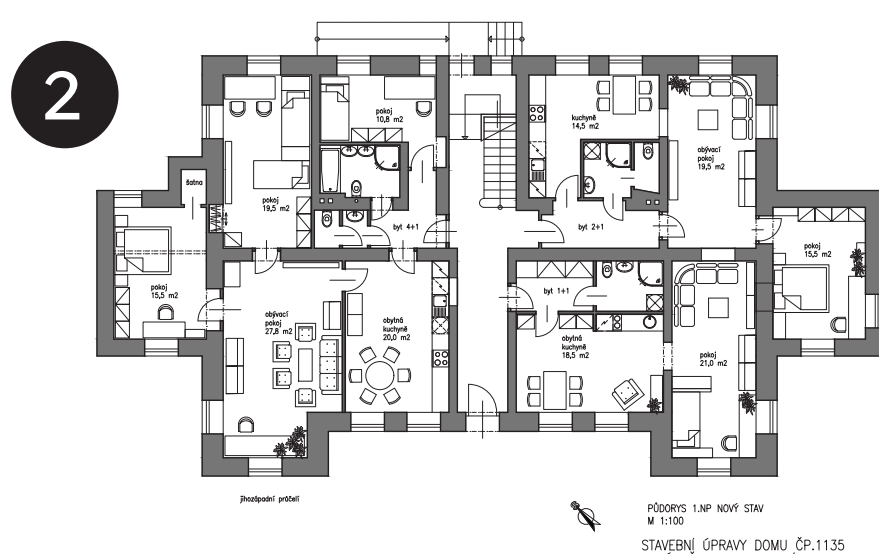 2
pokoj
10,8 m2
kuchyně
14,5 m2
obývací
pokoj
19,5 m2
šatna
pokoj
19,5 m2
byt 4+1
byt 2+1
pokoj
15,5 m2
pokoj
15,5 m2
byt 1+1
obývací
pokoj
27,8 m2
obytná
kuchyně
20,0 m2
obytná
kuchyně
18,5 m2
pokoj
21,0 m2
jihozápadní průčelí
PŮDORYS 1.NP NOVÝ STAV
M 1:100
STAVEBNÍ ÚPRAVY DOMU ČP.1135